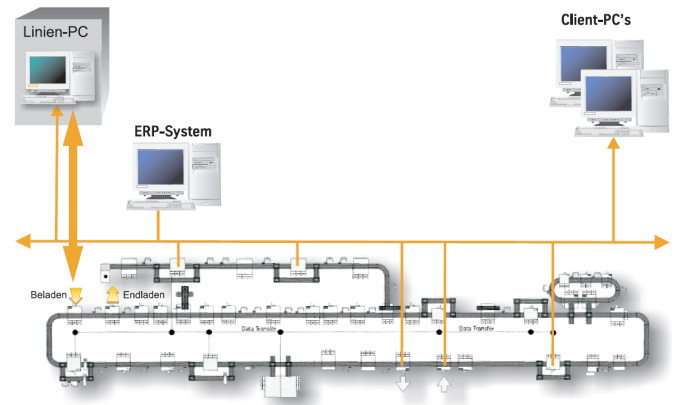 Linien-PC
Client-PC's
ERP-System
Beladen
Endladen
Data Transfer
Data Transfer